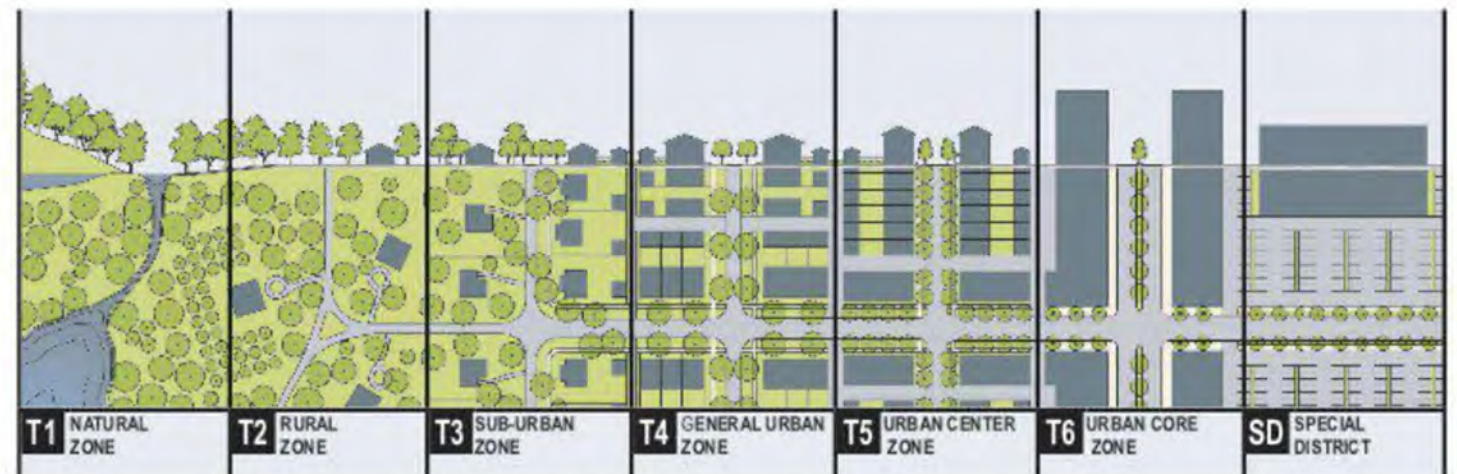 T1 NATURAL
ZONE
T2 RURAL
ZONE
T3 SUB-URBAN
ZONE
T4 GENERAL URBAN
ZONE
T5 URBAN CENTER
ZONE
T6 URBAN CORE
ZONE
SD SPECIAL
DISTRICT